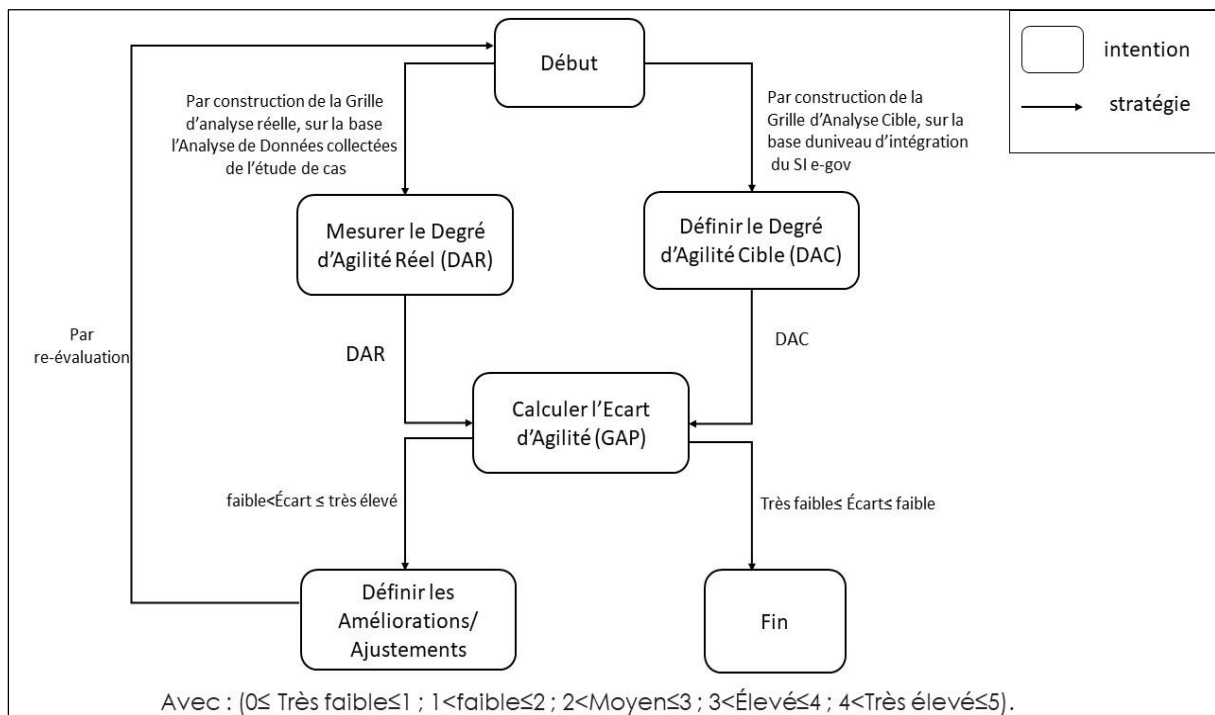 Début
intention
stratégie
Par construction de la Grille
d'analyse réelle, sur la base
l'Analyse de Données collectées
de l'étude de cas
Par construction de la
Grille d'Analyse Cible, sur la
base duniveau d'intégration
du SI e-gov
Mesurer le Degré
d'Agilité Réel (DAR)
Définir le Degré
d'Agilité Cible (DAC)
Par
re-évaluation
DAR
DAC
Calculer l'Ecart
d'Agilité (GAP)
faible<Écart ≤ très élevé
Très faible≤ Écart≤ faible
Définir les
Améliorations/
Ajustements
Fin
Avec : (0≤ Très faible≤1 ; 1<faible≤2 ; 2<Moyen≤3 ; 3<Élevé≤4 ; 4<Très élevé≤5).